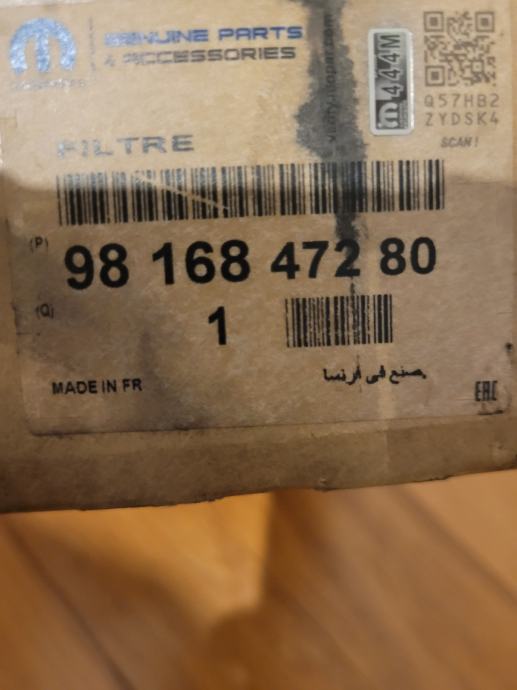 GENUINE PARTS
& ACCESSORIES
444M
Q57HB2
ZYDSK4
SCAN!
FILTRE
(P)
98 168 472 80
(Q)
1
MADE IN FR
صنع في فرنسا
EAC